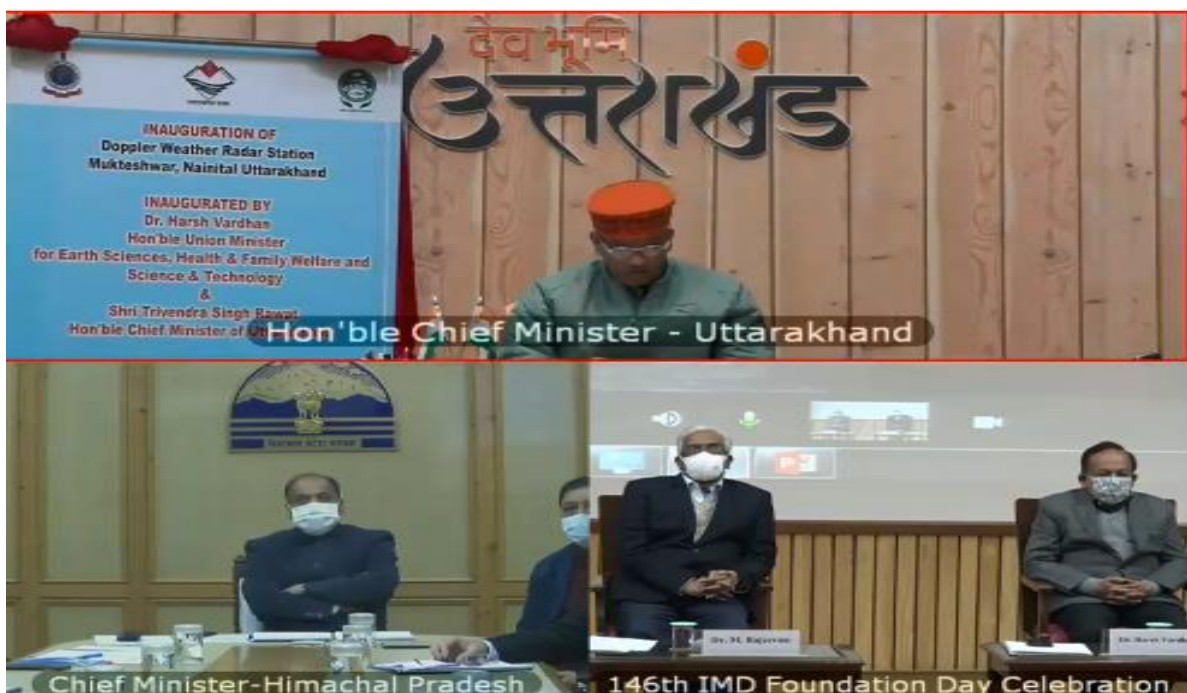 देव भूमि
उत्तराखंड
INAUGURATION OF
Doppler Weather Radar Station
Mukteshwar, Nainital Uttarakhand
INAUGURATED BY
Dr. Harsh Vardhan
Hon'ble Union Minister
for Earth Sciences, Health & Family Welfare and
Science & Technology
&
Shri Trivendra Singh Rawat
Hon'ble Chief Minister of
Hon'ble Chief Minister - Uttarakhand
Dr. M. Rajeevan
Dr.
Chief Minister-Himachal Pradesh
146th IMD Foundation Day Celebration